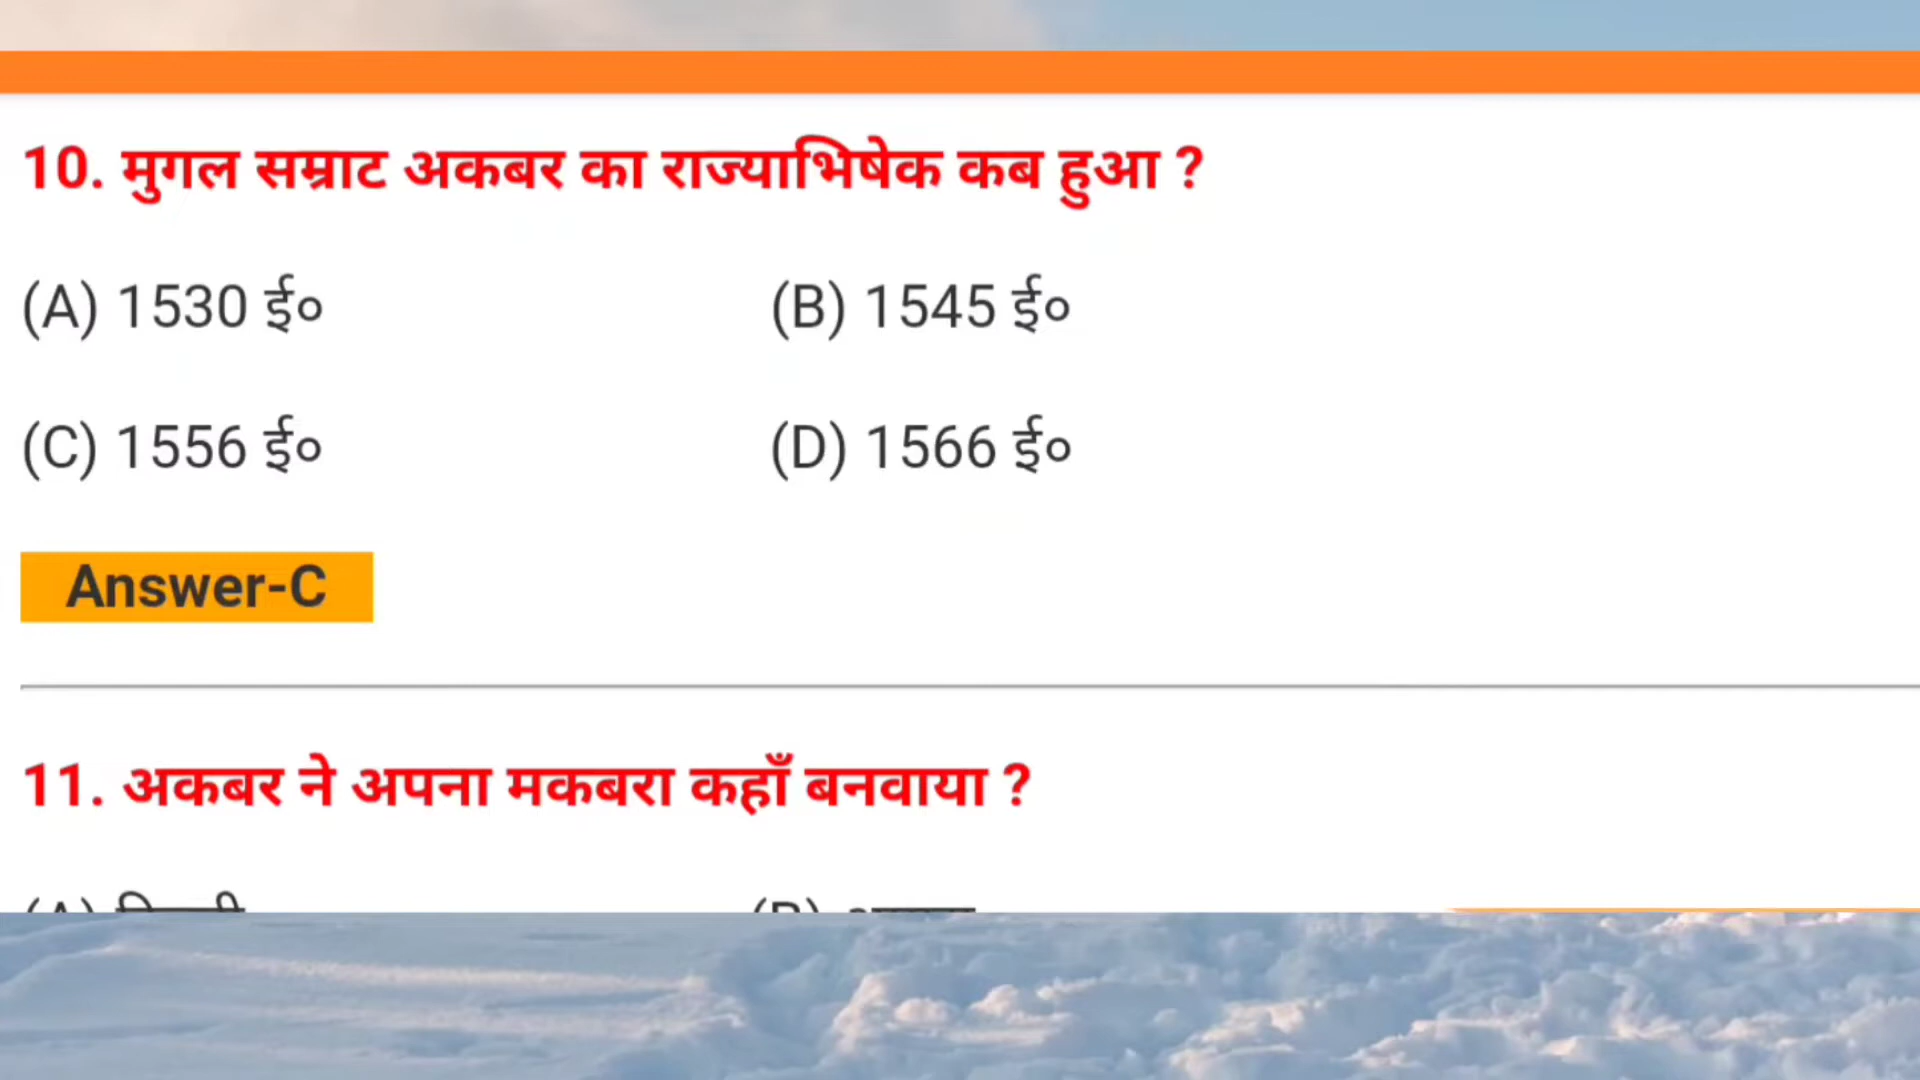 10. मुगल सम्राट अकबर का राज्याभिषेक कब हुआ ?
(A) 1530 ई० (B) 1545 ई०
(C) 1556 ई० (D) 1566 ई०
Answer-C
11. अकबर ने अपना मकबरा कहाँ बनवाया ?
(A) (B)